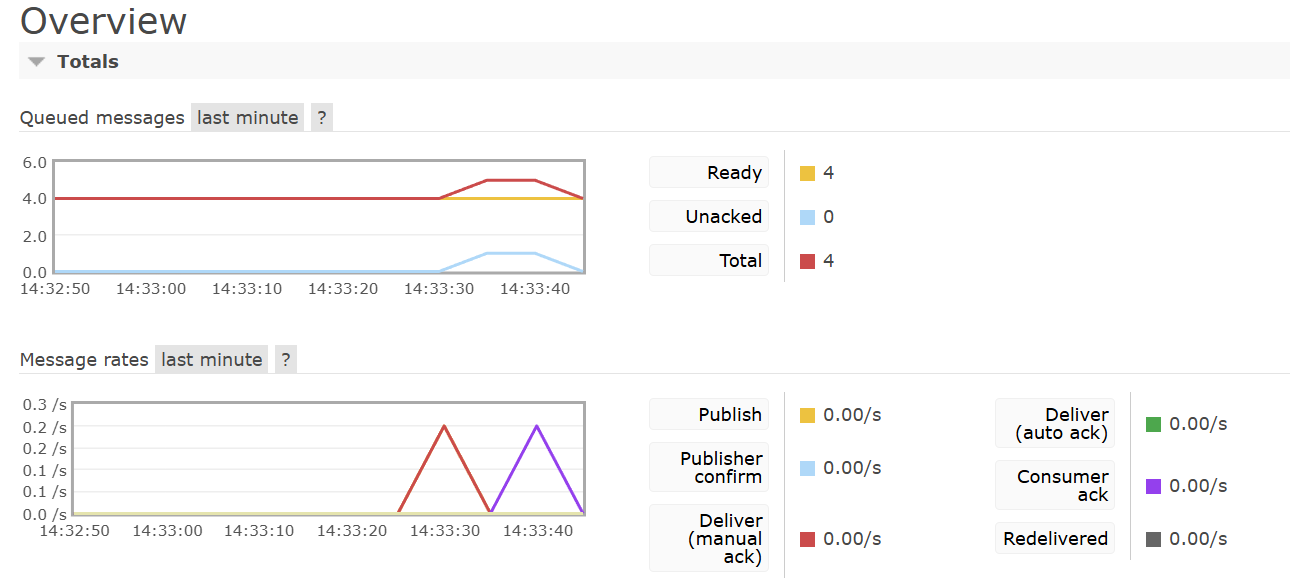 Overview
Totals
Queued messages last minute ?
6.0
4.0
2.0
0.0
14:32:50 14:33:00 14:33:10 14:33:20 14:33:30 14:33:40
Ready 4
Unacked 0
Total 4
Message rates last minute ?
0.3 /s
0.2 /s
0.2 /s
0.1 /s
0.1 /s
0.0 /s
14:32:50 14:33:00 14:33:10 14:33:20 14:33:30 14:33:40
Publish 0.00/s
Publisher
confirm 0.00/s
Deliver
(manual
ack) 0.00/s
Deliver
(auto ack) 0.00/s
Consumer
ack 0.00/s
Redelivered 0.00/s